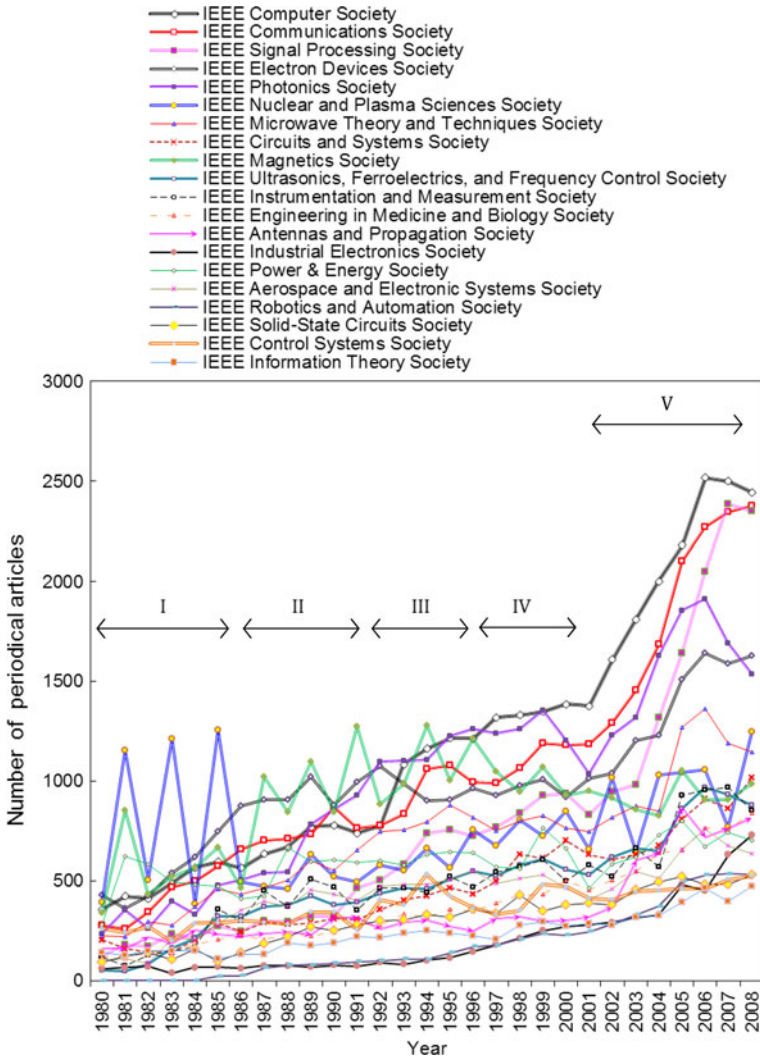 IEEE Computer Society
IEEE Communications Society
IEEE Signal Processing Society
IEEE Electron Devices Society
IEEE Photonics Society
IEEE Nuclear and Plasma Sciences Society
IEEE Microwave Theory and Techniques Society
IEEE Circuits and Systems Society
IEEE Magnetics Society
IEEE Ultrasonics, Ferroelectrics, and Frequency Control Society
IEEE Instrumentation and Measurement Society
IEEE Engineering in Medicine and Biology Society
IEEE Antennas and Propagation Society
IEEE Industrial Electronics Society
IEEE Power & Energy Society
IEEE Aerospace and Electronic Systems Society
IEEE Robotics and Automation Society
IEEE Solid-State Circuits Society
IEEE Control Systems Society
IEEE Information Theory Society
3000
V
2500
2000
I II III IV
1500
1000
500
0
Number of periodical articles
1980 1981 1982 1983 1984 1985 1986 1987 1988 1989 1990 1991 1992 1993 1994 1995 1996 1997 1998 1999 2000 2001 2002 2003 2004 2005 2006 2007 2008
Year